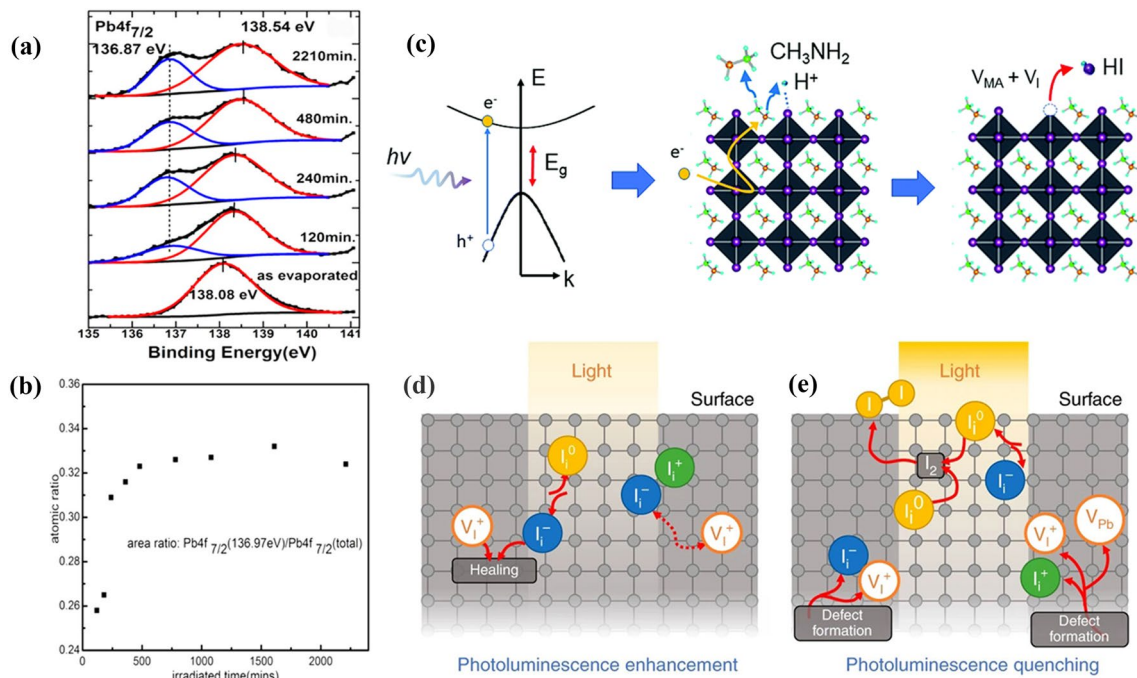 (a)
Pb4f7/2
136.87 eV
138.54 eV
2210min.
480min.
240min.
120min.
as evaporated
138.08 eV
135 136 137 138 139 140 141
Binding Energy(eV)
(b)
0.36
0.34
0.32
0.30
0.28
0.26
0.24
atomic ratio
area ratio: Pb4f 7/2(136.97eV)/Pb4f 7/2(total)
0 500 1000 1500 2000
irradiated time(mins)
(c)
E
e-
hv
Eg
h+
k
CH3NH2
H+
e-
VMA + VI
HI
(d)
Light
Surface
Ii0
Ii+
Ii−
VI+
Ii−
VI+
Healing
Photoluminescence enhancement
(e)
Light
Surface
I
I
Ii0
I2
Ii−
Ii0
VI+
VPb
Ii−
VI+
Ii+
Defect
formation
Defect
formation
Photoluminescence quenching